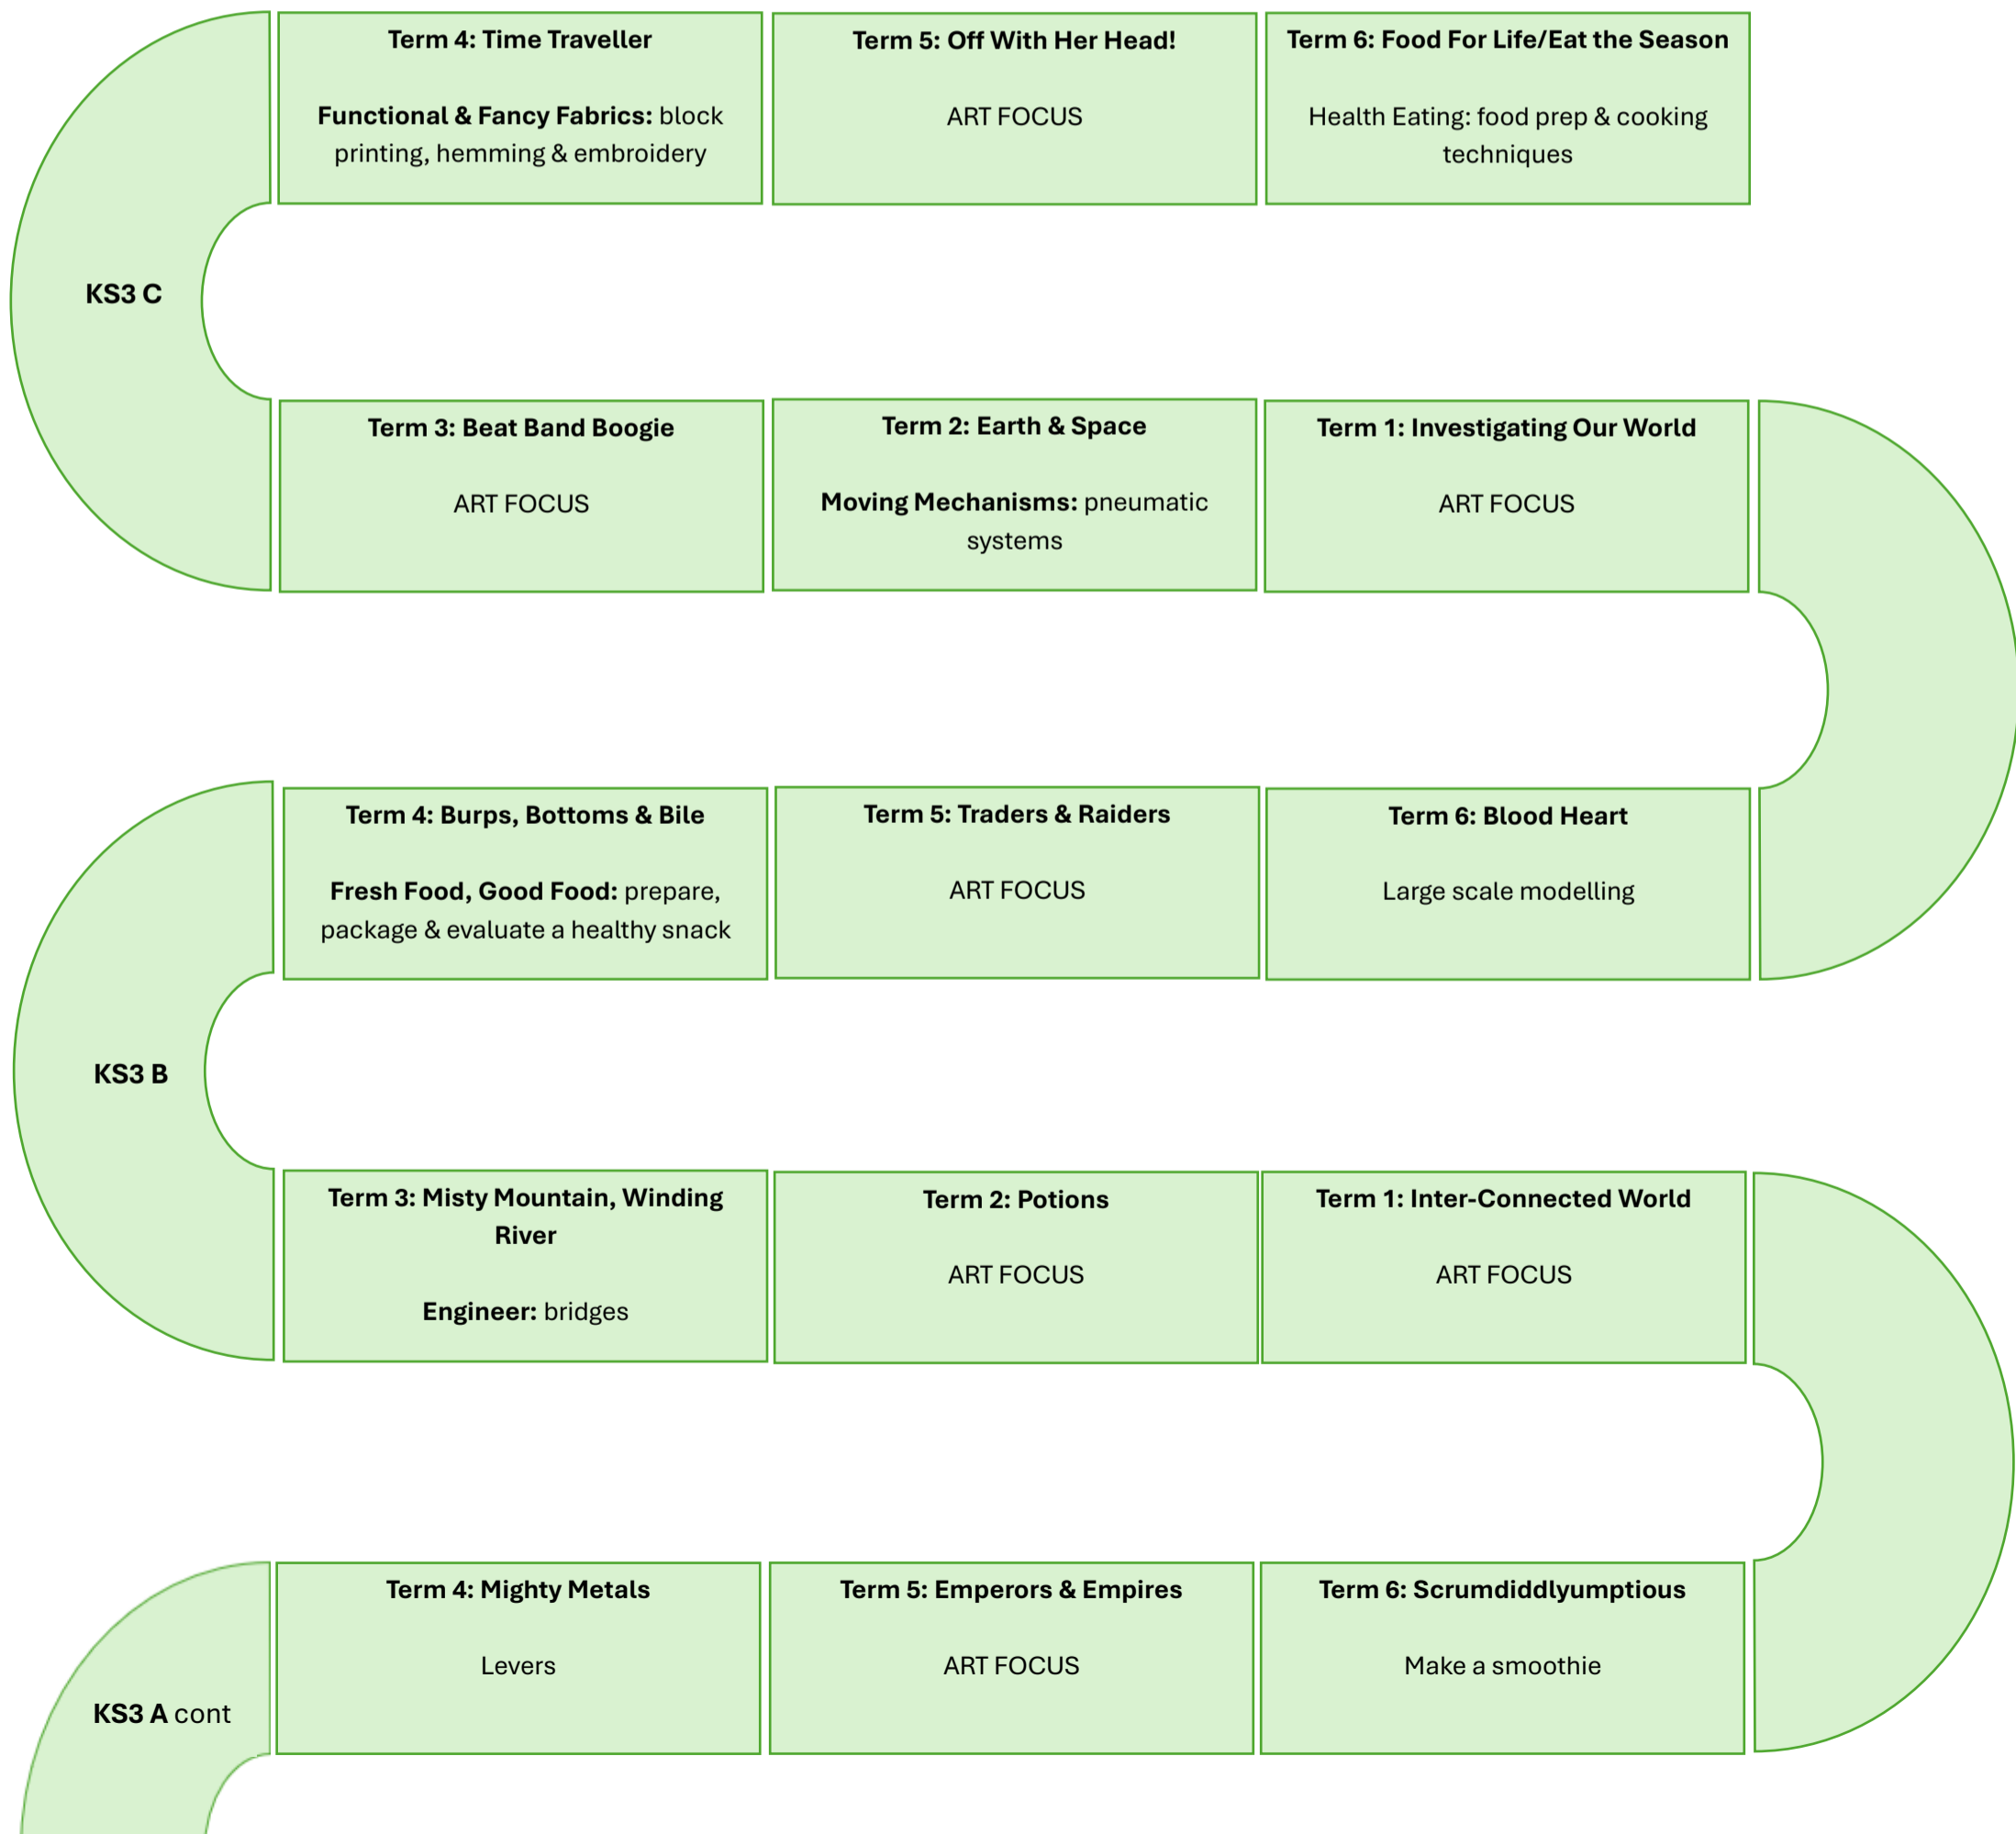 Term 4: Time Traveller
Functional & Fancy Fabrics: block
printing, hemming & embroidery
Term 5: Off With Her Head!
ART FOCUS
Term 6: Food For Life/Eat the Season
Health Eating: food prep & cooking
techniques
KS3 C
Term 3: Beat Band Boogie
ART FOCUS
Term 2: Earth & Space
Moving Mechanisms: pneumatic
systems
Term 1: Investigating Our World
ART FOCUS
Term 4: Burps, Bottoms & Bile
Fresh Food, Good Food: prepare,
package & evaluate a healthy snack
Term 5: Traders & Raiders
ART FOCUS
Term 6: Blood Heart
Large scale modelling
KS3 B
Term 3: Misty Mountain, Winding
River
Engineer: bridges
Term 2: Potions
ART FOCUS
Term 1: Inter-Connected World
ART FOCUS
Term 4: Mighty Metals
Levers
Term 5: Emperors & Empires
ART FOCUS
Term 6: Scrumdiddlyumptious
Make a smoothie
KS3 A cont